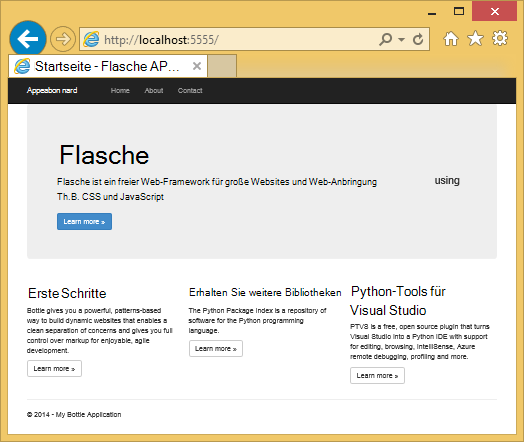 http://localhost:5555/
Startseite - Flasche AP...
Appeabon nard Home About Contact
Flasche
Flasche ist ein freier Web-Framework für große Websites und Web-Anbringung
using
Th.B. CSS und JavaScript
Learn more »
Erste Schritte
Bottle gives you a powerful, patterns-based
way to build dynamic websites that enables a
clean separation of concerns and gives you full
control over markup for enjoyable, agile
development.
Learn more »
Erhalten Sie weitere Bibliotheken
The Python Package Index is a repository of
software for the Python programming
language.
Learn more »
Python-Tools für
Visual Studio
PTVS is a free, open source plugin that turns
Visual Studio into a Python IDE with support
for editing, browsing, IntelliSense, Azure
remote debugging, profiling and more.
Learn more »
© 2014 - My Bottle Application